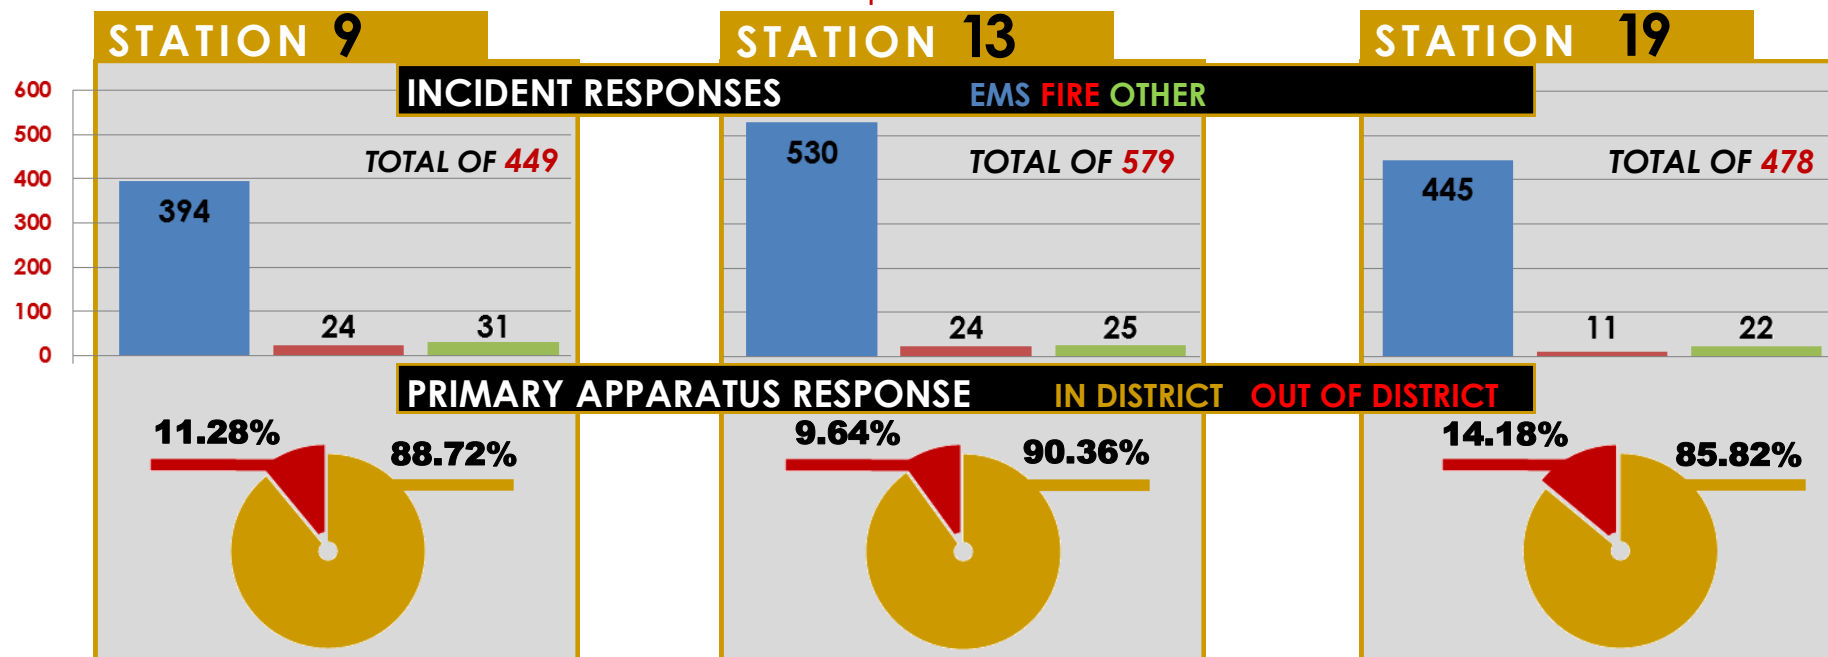 STATION 9
STATION 13
STATION 19
INCIDENT RESPONSES EMS FIRE OTHER
600
500
400
300
200
100
0
TOTAL OF 449
394
24
31
TOTAL OF 579
530
24
25
TOTAL OF 478
445
11
22
PRIMARY APPARATUS RESPONSE IN DISTRICT OUT OF DISTRICT
11.28%
88.72%
9.64%
90.36%
14.18%
85.82%